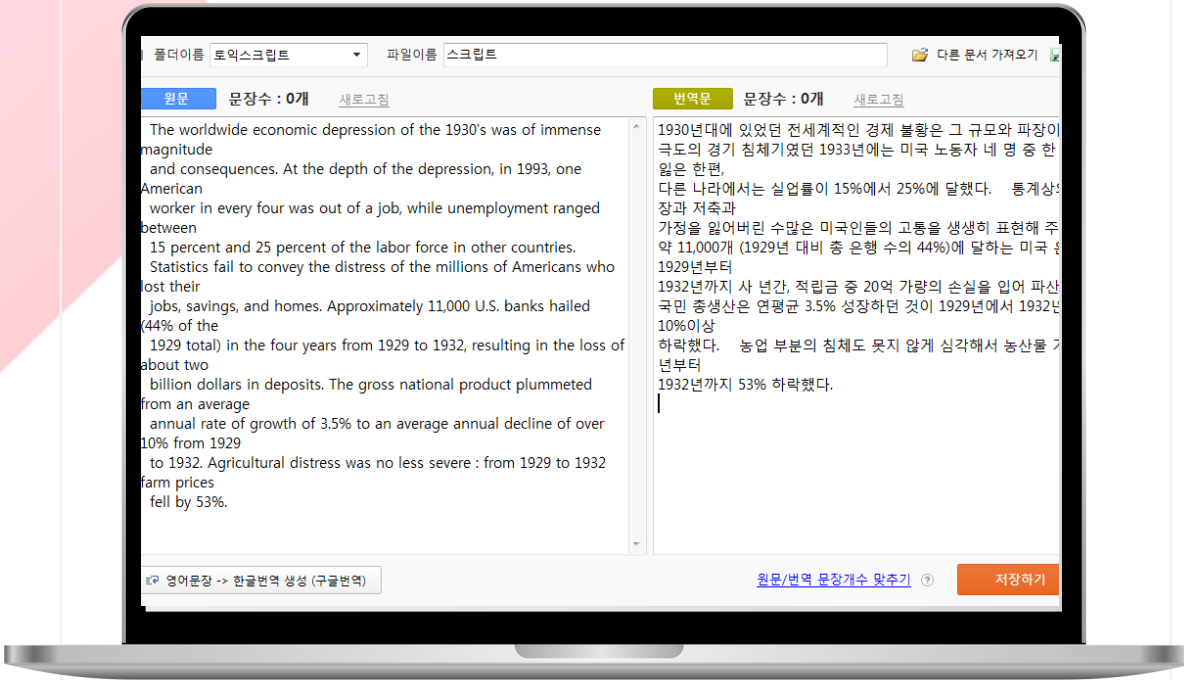 폴더이름 토익스크립트 파일이름 스크립트 다른 문서 가져오기
원문 문장수 : 0개 새로고침
The worldwide economic depression of the 1930's was of immense
magnitude
and consequences. At the depth of the depression, in 1993, one
American
worker in every four was out of a job, while unemployment ranged
between
15 percent and 25 percent of the labor force in other countries.
Statistics fail to convey the distress of the millions of Americans who
lost their
jobs, savings, and homes. Approximately 11,000 U.S. banks hailed
(44% of the
1929 total) in the four years from 1929 to 1932, resulting in the loss of
about two
billion dollars in deposits. The gross national product plummeted
from an average
annual rate of growth of 3.5% to an average annual decline of over
10% from 1929
to 1932. Agricultural distress was no less severe : from 1929 to 1932
farm prices
fell by 53%.
번역문 문장수 : 0개 새로고침
1930년대에 있었던 전세계적인 경제 불황은 그 규모와 파장이
극도의 경기 침체기였던 1933년에는 미국 노동자 네 명 중 한
잃은 한편,
다른 나라에서는 실업률이 15%에서 25%에 달했다. 통계상으
장과 저축과
가정을 잃어버린 수많은 미국인들의 고통을 생생히 표현해 주
약 11,000개 (1929년 대비 총 은행 수의 44%)에 달하는 미국
1929년부터
1932년까지 사 년간, 적립금 중 20억 가량의 손실을 입어 파산
국민 총생산은 연평균 3.5% 성장하던 것이 1929년에서 1932년
10%이상
하락했다. 농업 부분의 침체도 못지 않게 심각해서 농산물
년부터
1932년까지 53% 하락했다.
영어문장 -> 한글번역 생성 (구글번역)
원문/번역 문장개수 맞추기 ? 저장하기